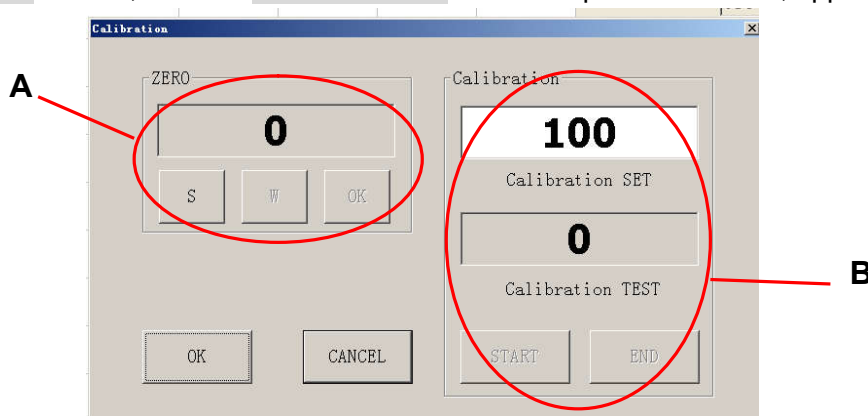 Calibration
A
ZERO
0
S W OK
Calibration
100
Calibration SET
0
Calibration TEST
B
START END
OK CANCEL